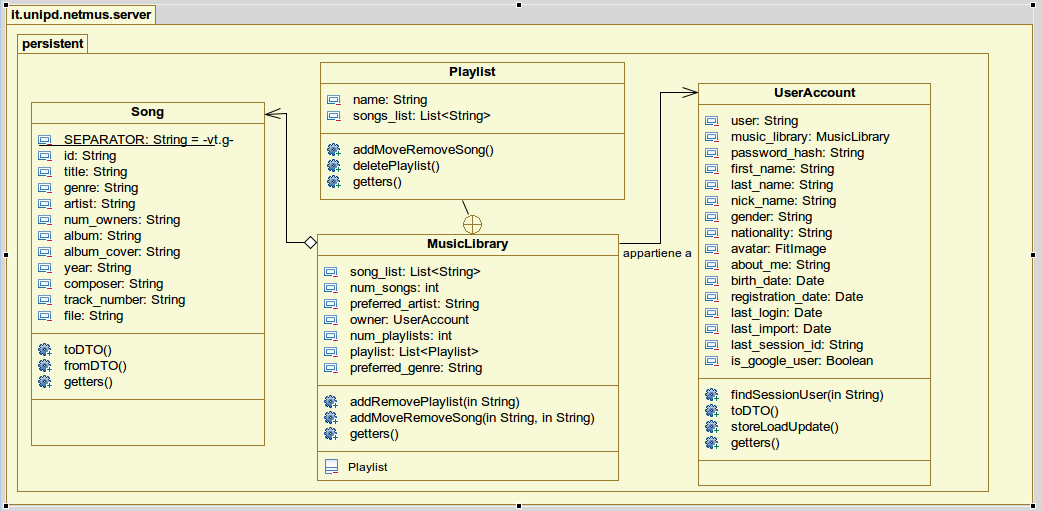 it.unipd.netmus.server
persistent
Playlist
name: String
songs_list: List<String>
addMoveRemoveSong()
deletePlaylist()
getters()
Song
SEPARATOR: String = -vt.g-
id: String
title: String
genre: String
artist: String
num_owners: String
album: String
album_cover: String
year: String
composer: String
track_number: String
file: String
toDTO()
fromDTO()
getters()
MusicLibrary
song_list: List<String>
num_songs: int
preferred_artist: String
owner: UserAccount
num_playlists: int
playlist: List<Playlist>
preferred_genre: String
addRemovePlaylist(in String)
addMoveRemoveSong(in String, in String)
getters()
Playlist
appartiene a
UserAccount
user: String
music_library: MusicLibrary
password_hash: String
first_name: String
last_name: String
nick_name: String
gender: String
nationality: String
avatar: FitImage
about_me: String
birth_date: Date
registration_date: Date
last_login: Date
last_import: Date
last_session_id: String
is_google_user: Boolean
findSessionUser(in String)
toDTO()
storeLoadUpdate()
getters()